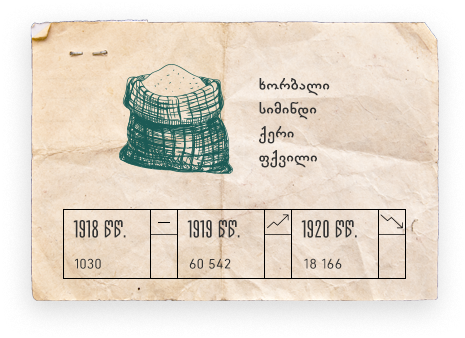 ხორბალი
სიმინდი
ქერი
ფქვილი
1918 წწ. 1919 წწ. 1920 წწ.
1030 60 542 18 166